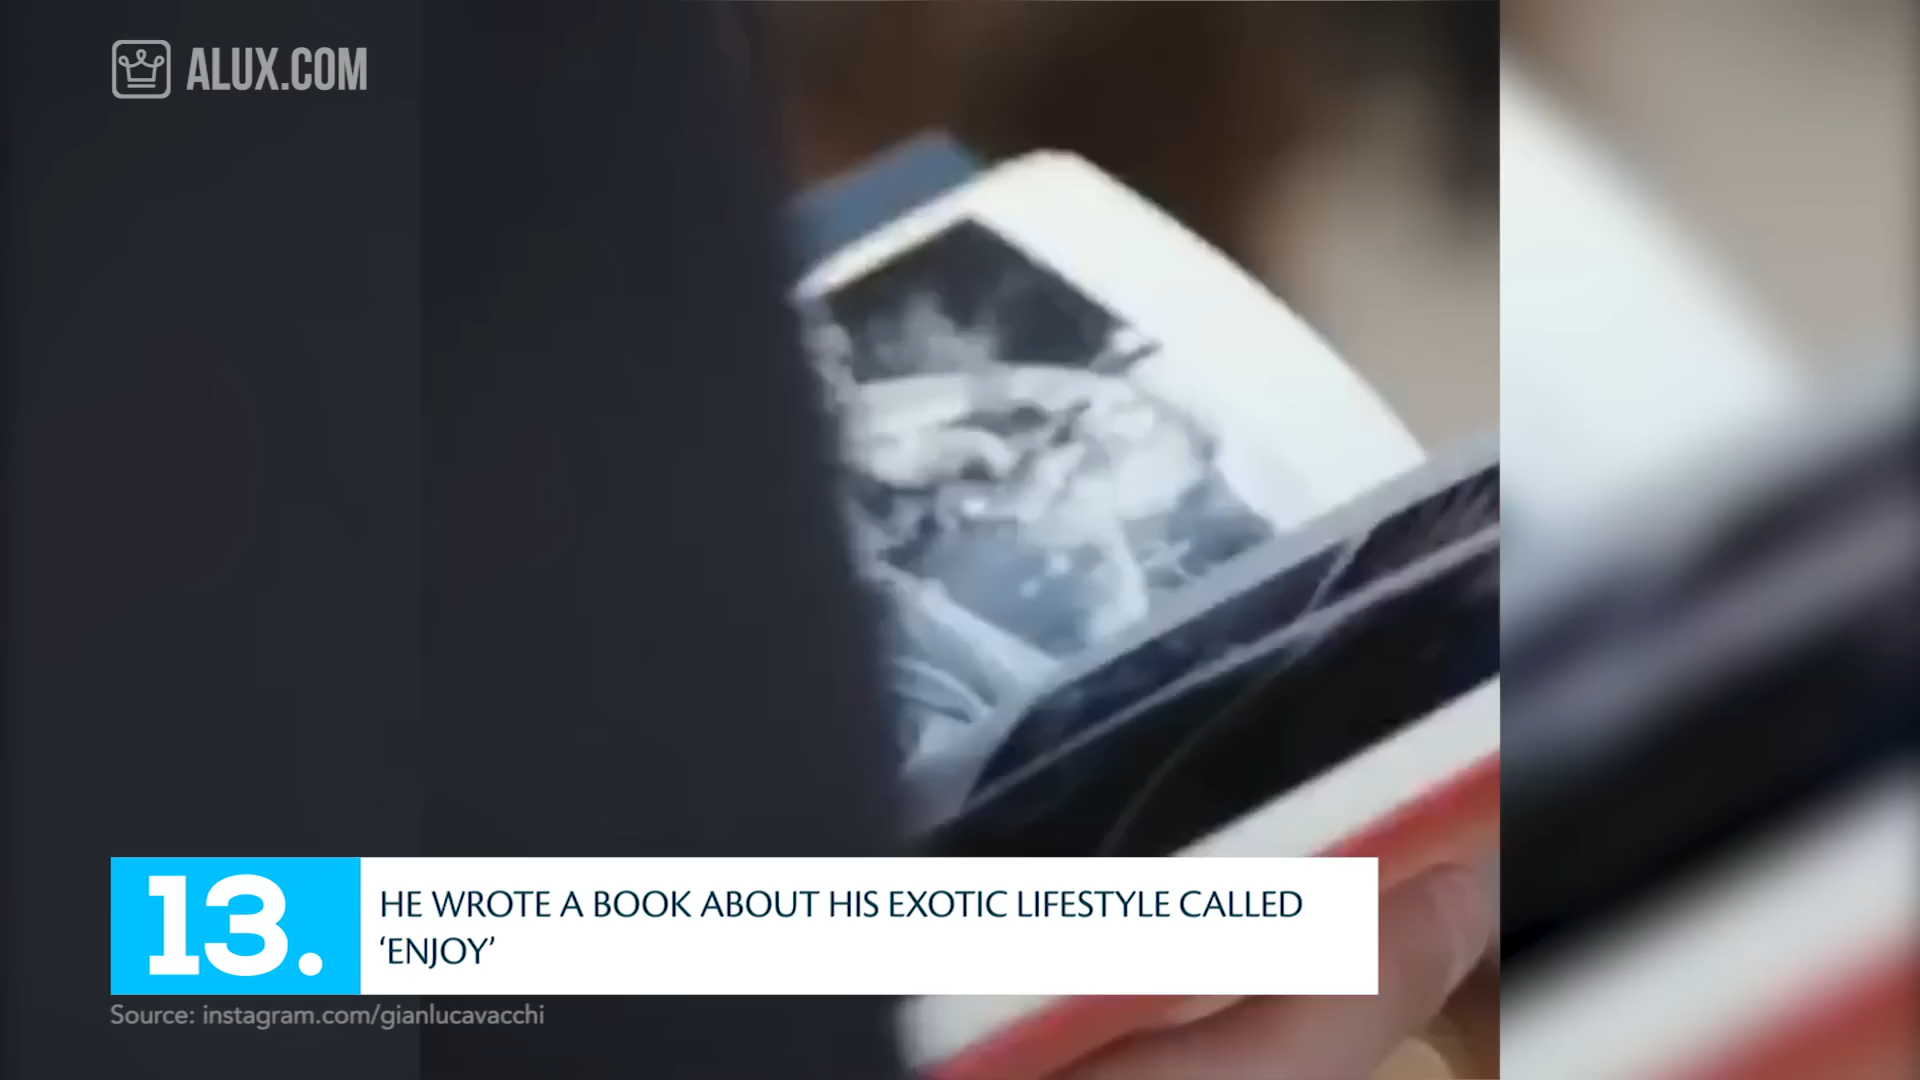 ALUX.COM
13.
HE WROTE A BOOK ABOUT HIS EXOTIC LIFESTYLE CALLED
‘ENJOY’
Source: instagram.com/gianlucavacchi